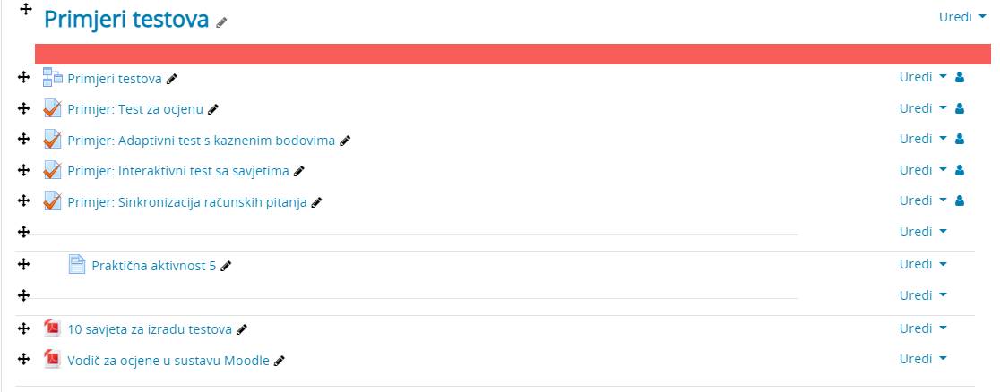 Primjeri testova Uredi
Primjeri testova Uredi
Primjer: Test za ocjenu Uredi
Primjer: Adaptivni test s kaznenim bodovima Uredi
Primjer: Interaktivni test sa savjetima Uredi
Primjer: Sinkronizacija računskih pitanja Uredi
Uredi
Praktična aktivnost 5 Uredi
Uredi
10 savjeta za izradu testova Uredi
Vodič za ocjene u sustavu Moodle Uredi